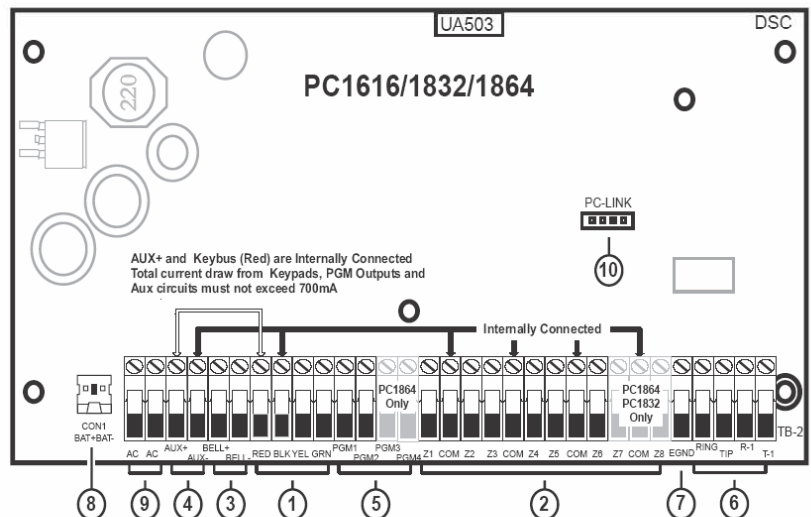 UA503
DSC
220
PC1616/1832/1864
PC-LINK
10
AUX+ and Keybus (Red) are Internally Connected
Total current draw from Keypads, PGM Outputs and
Aux circuits must not exceed 700mA
Internally Connected
PC1864
Only
PC1864
PC1832
Only
CON1
BAT+BAT-
TB-2
AC AC AUX+ AUX- BELL+ BELL- RED BLK YEL GRN PGM1 PGM2 PGM3 PGM4 Z1 COM Z2 Z3 COM Z4 Z5 COM Z6 Z7 COM Z8 EGND RING TIP R-1 T-1
8 9 4 3 1 5 2 7 6